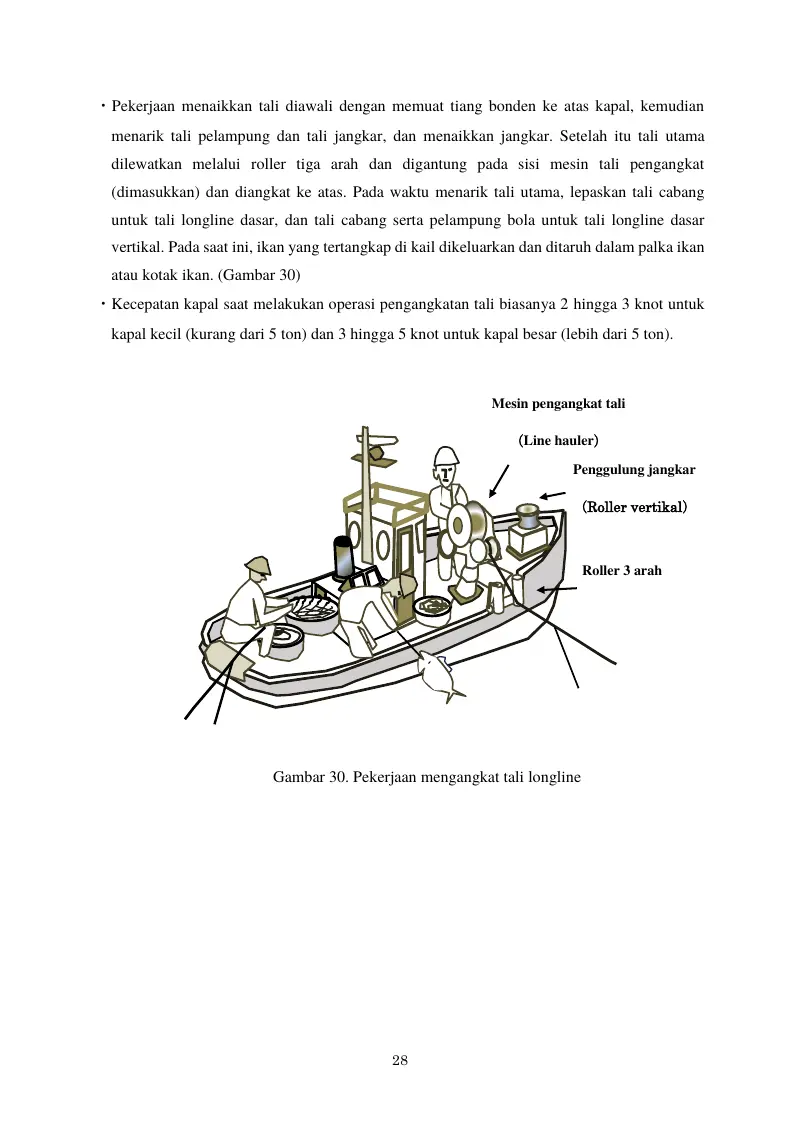 ・Pekerjaan menaikkan tali diawali dengan memuat tiang bonden ke atas kapal, kemudian
menarik tali pelampung dan tali jangkar, dan menaikkan jangkar. Setelah itu tali utama
dilewatkan melalui roller tiga arah dan digantung pada sisi mesin tali pengangkat
(dimasukkan) dan diangkat ke atas. Pada waktu menarik tali utama, lepaskan tali cabang
untuk tali longline dasar, dan tali cabang serta pelampung bola untuk tali longline dasar
vertikal. Pada saat ini, ikan yang tertangkap di kail dikeluarkan dan ditaruh dalam palka ikan
atau kotak ikan. (Gambar 30)
・Kecepatan kapal saat melakukan operasi pengangkatan tali biasanya 2 hingga 3 knot untuk
kapal kecil (kurang dari 5 ton) dan 3 hingga 5 knot untuk kapal besar (lebih dari 5 ton).
Mesin pengangkat tali
（Line hauler）
Penggulung jangkar
（Roller vertikal）
Roller 3 arah
Gambar 30. Pekerjaan mengangkat tali longline
28